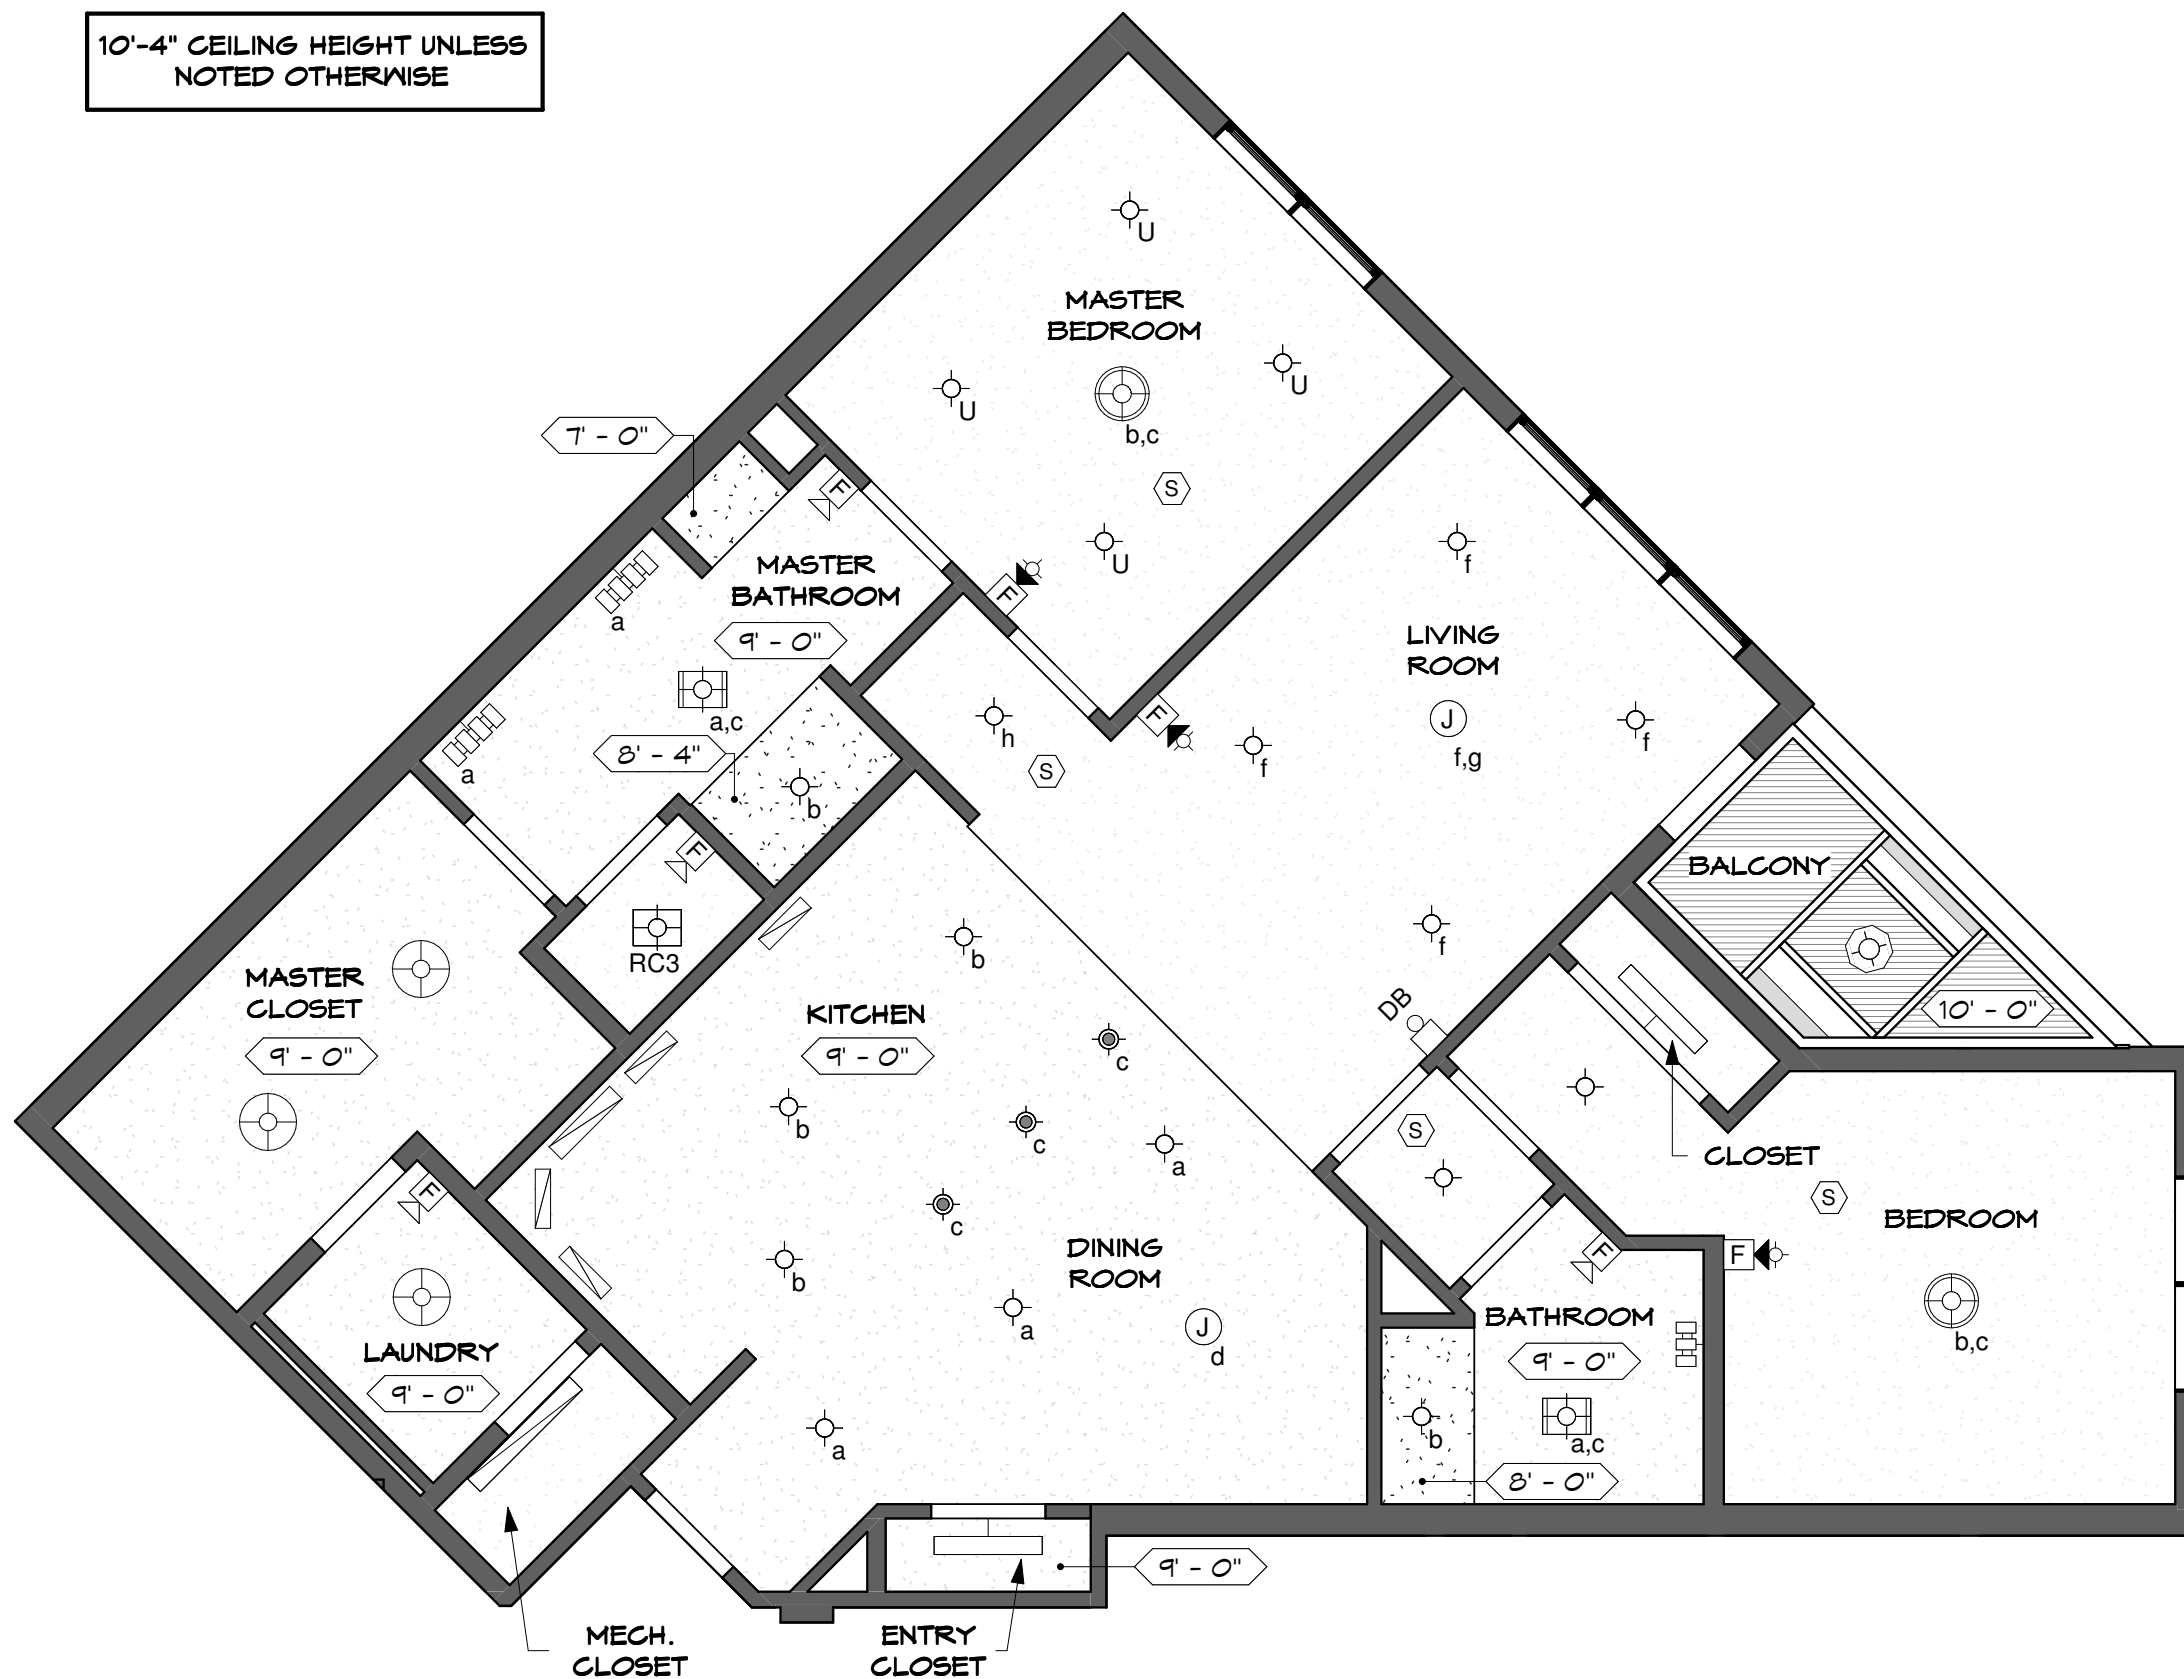 10'-4" CEILING HEIGHT UNLESS
NOTED OTHERWISE
U
MASTER
BEDROOM
U
U
b,c
7' - 0"
S
F
U
f
F
MASTER
BATHROOM
a
9' - 0"
LIVING
ROOM
a,c
h
F
f
J
f,g
f
8' - 4"
a
S
b
F
BALCONY
RC3
b
f
MASTER
CLOSET
9' - 0"
KITCHEN
9' - 0"
DB
10' - 0"
c
b
c
a
S
CLOSET
F
c
S
BEDROOM
b
DINING
ROOM
F
F
LAUNDRY
9' - 0"
a
J
d
BATHROOM
9' - 0"
b,c
a
b
a,c
8' - 0"
9' - 0"
MECH.
CLOSET
ENTRY
CLOSET